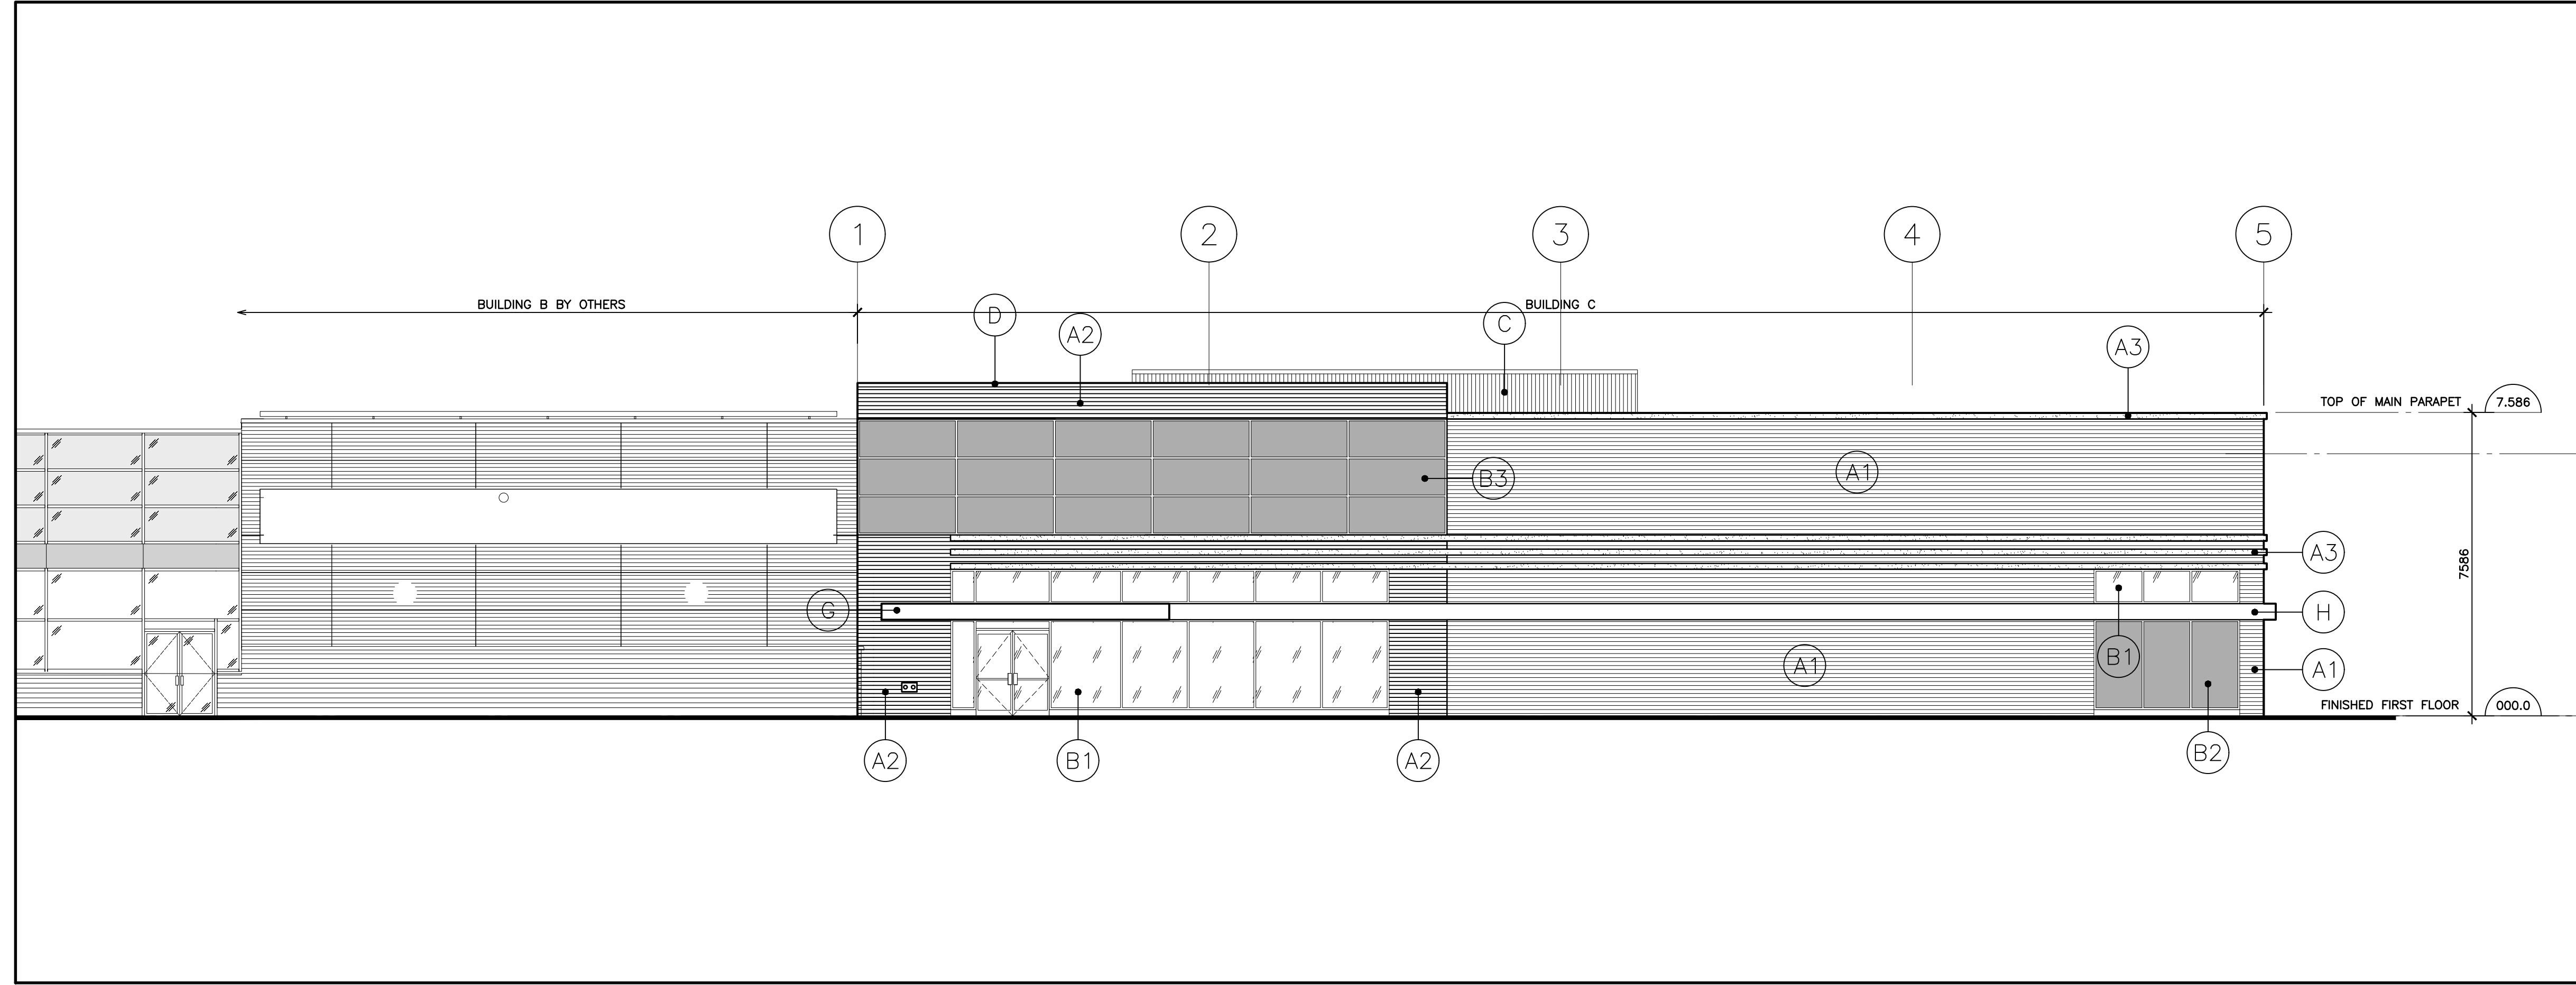 1
2
3
4
5
BUILDING B BY OTHERS
BUILDING C
D
A2
C
A3
TOP OF MAIN PARAPET 7.586
B3
A1
A3
7586
G
H
B1
A1
A1
FINISHED FIRST FLOOR 000.0
A2
B1
A2
B2